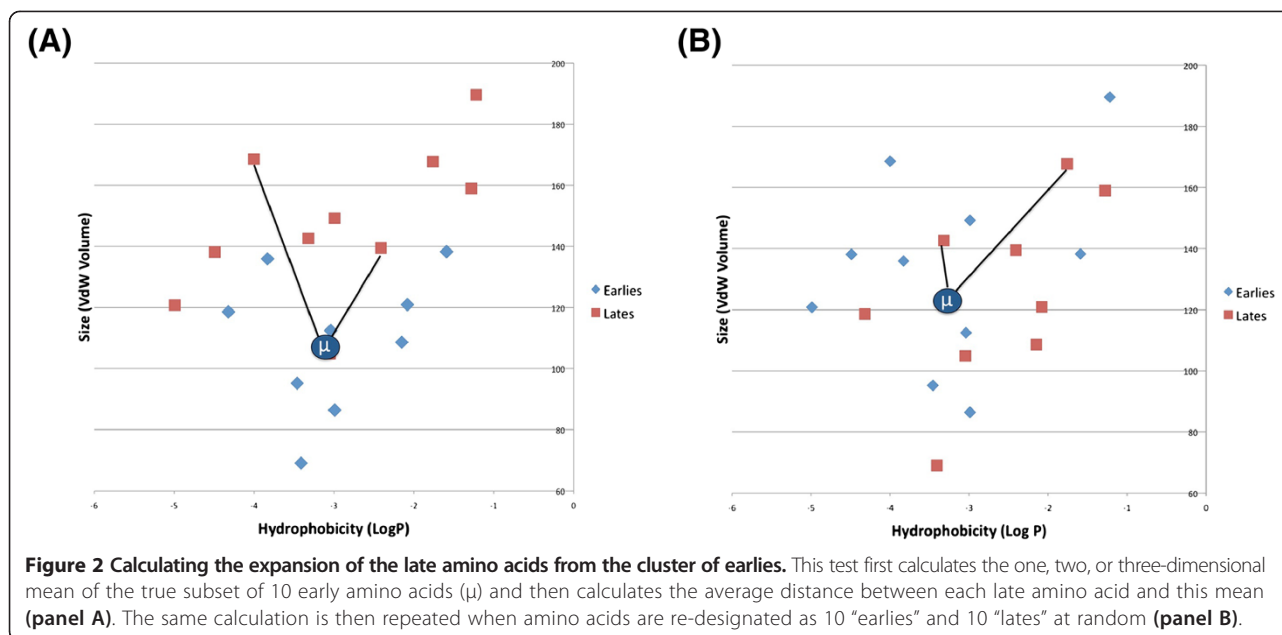 (A)
200
180
160
140
120
100
80
60
Size (VdW Volume)
μ
-6 -5 -4 -3 -2 -1 0
Hydrophobicity (LogP)
Earlies
Lates
(B)
200
180
160
140
120
100
80
60
Size (VdW Volume)
μ
-6 -5 -4 -3 -2 -1 0
Hydrophobicity (Log P)
Earlies
Lates
Figure 2 Calculating the expansion of the late amino acids from the cluster of earlies. This test first calculates the one, two, or three-dimensional
mean of the true subset of 10 early amino acids (μ) and then calculates the average distance between each late amino acid and this mean
(panel A). The same calculation is then repeated when amino acids are re-designated as 10 “earlies” and 10 “lates” at random (panel B).